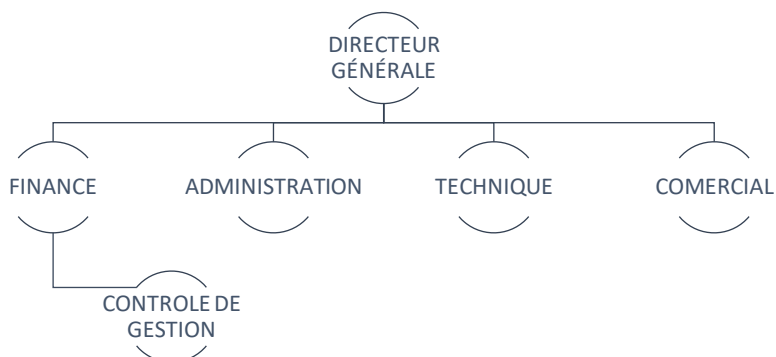 DIRECTEUR
GÉNÉRALE
FINANCE
ADMINISTRATION
TECHNIQUE
COMERCIAL
CONTROLE DE
GESTION